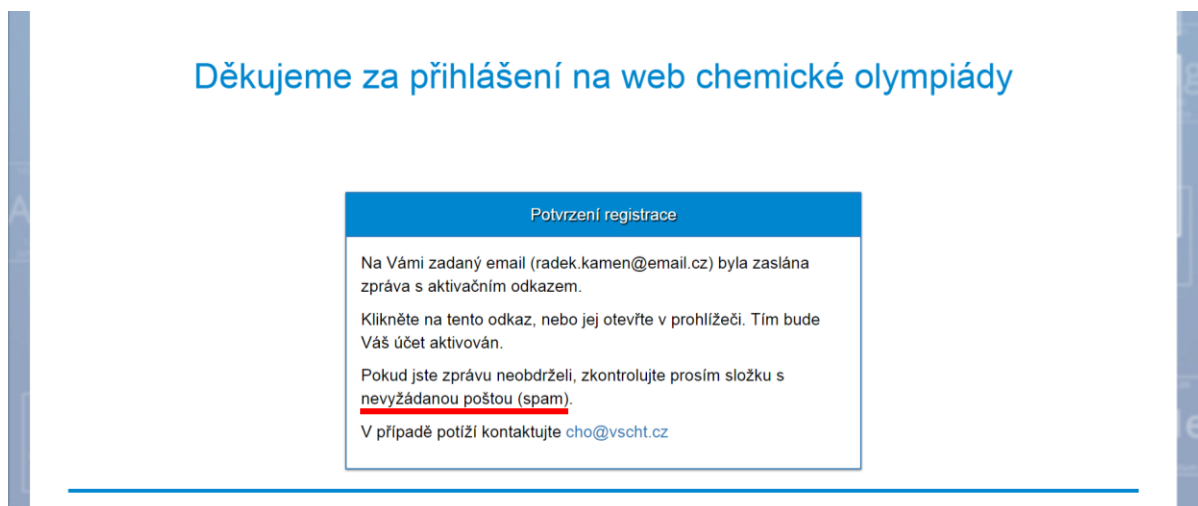 Děkujeme za přihlášení na web chemické olympiády
Potvrzení registrace
Na Vámi zadaný email (radek.kamen@email.cz) byla zaslána
zpráva s aktivačním odkazem.
Klikněte na tento odkaz, nebo jej otevřte v prohlížeči. Tím bude
Váš účet aktivován.
Pokud jste zprávu neobdrželi, zkontrolujte prosím složku s
nevyžádanou poštou (spam).
V případě potíží kontaktujte cho@vscht.cz